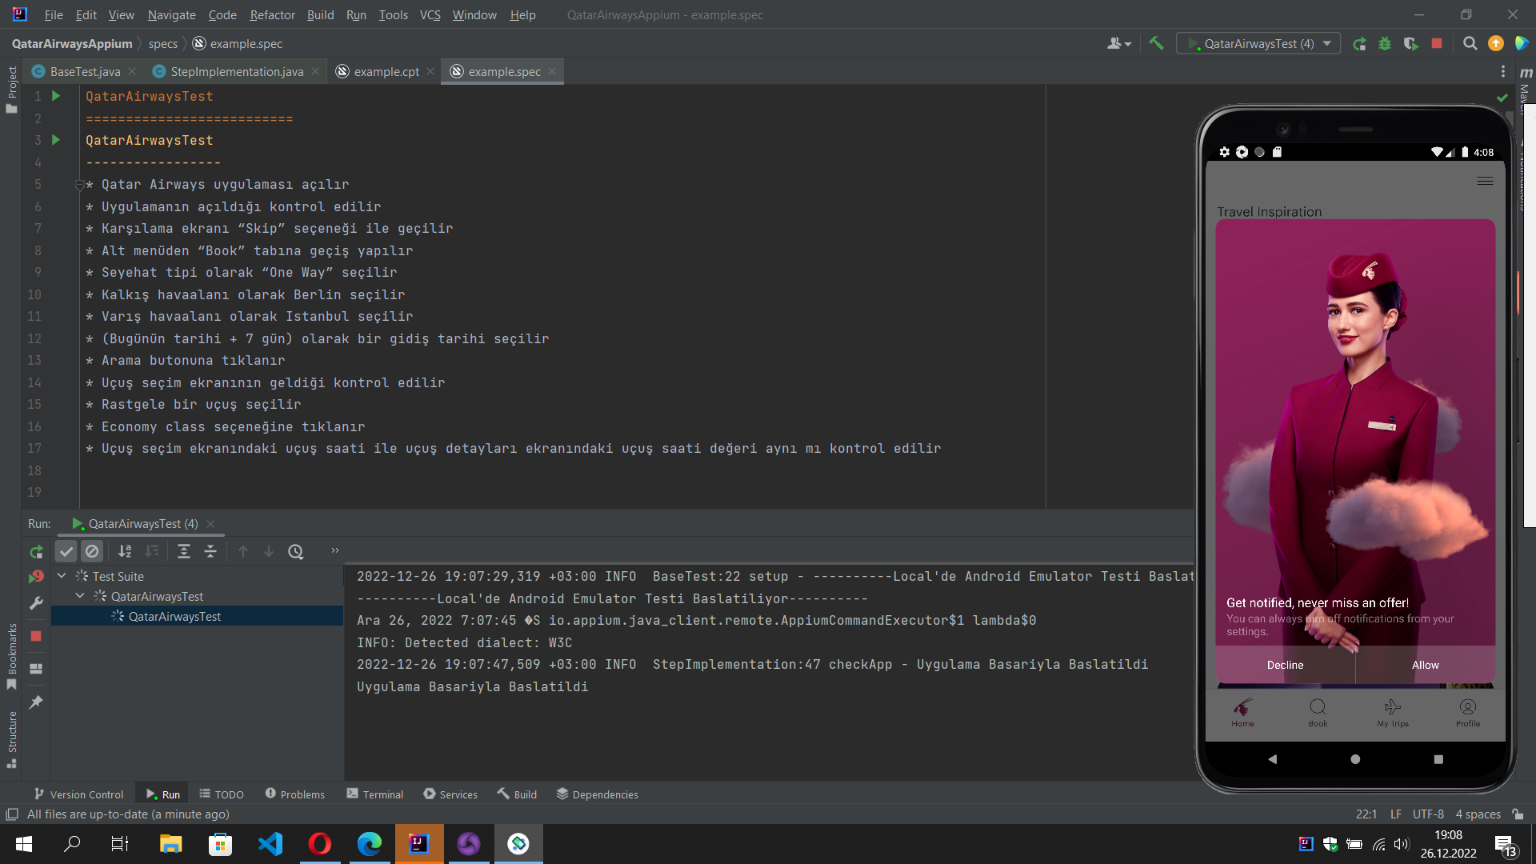 File Edit View Navigate Code Refactor Build Run Tools VCS Window Help QatarAirwaysAppium - example.spec
QatarAirwaysAppium specs example.spec
QatarAirwaysTest (4)
BaseTest.java StepImplementation.java example.cpt example.spec
Project
1 QatarAirwaysTest
2 ==========================
3 QatarAirwaysTest
4 -----------------
5 * Qatar Airways uygulaması açılır
6 * Uygulamanın açıldığı kontrol edilir
7 * Karşılama ekranı “Skip” seçeneği ile geçilir
8 * Alt menüden “Book” tabına geçiş yapılır
9 * Seyehat tipi olarak “One Way” seçilir
10 * Kalkış havaalanı olarak Berlin seçilir
11 * Varış havaalanı olarak Istanbul seçilir
12 * (Bugünün tarihi + 7 gün) olarak bir gidiş tarihi seçilir
13 * Arama butonuna tıklanır
14 * Uçuş seçim ekranının geldiği kontrol edilir
15 * Rastgele bir uçuş seçilir
16 * Economy class seçeneğine tıklanır
17 * Uçuş seçim ekranındaki uçuş saati ile uçuş detayları ekranındaki uçuş saati değeri aynı mı kontrol edilir
18
19
Run: QatarAirwaysTest (4)
Test Suite
QatarAirwaysTest
QatarAirwaysTest
2022-12-26 19:07:29,319 +03:00 INFO  BaseTest:22 setup - ----------Local'de Android Emulator Testi Baslat
----------Local'de Android Emulator Testi Baslatiliyor----------
Ara 26, 2022 7:07:45 �S io.appium.java_client.remote.AppiumCommandExecutor$1 lambda$0
INFO: Detected dialect: W3C
2022-12-26 19:07:47,509 +03:00 INFO  StepImplementation:47 checkApp - Uygulama Basariyla Baslatildi
Uygulama Basariyla Baslatildi
Bookmarks
Structure
4:08
Travel Inspiration
Get notified, never miss an offer!
You can always turn off notifications from your
settings.
Decline Allow
Home Book My Trips Profile
Version Control Run TODO Problems Terminal Services Build Dependencies
All files are up-to-date (a minute ago)
22:1 LF UTF-8 4 spaces
19:08
26.12.2022
13